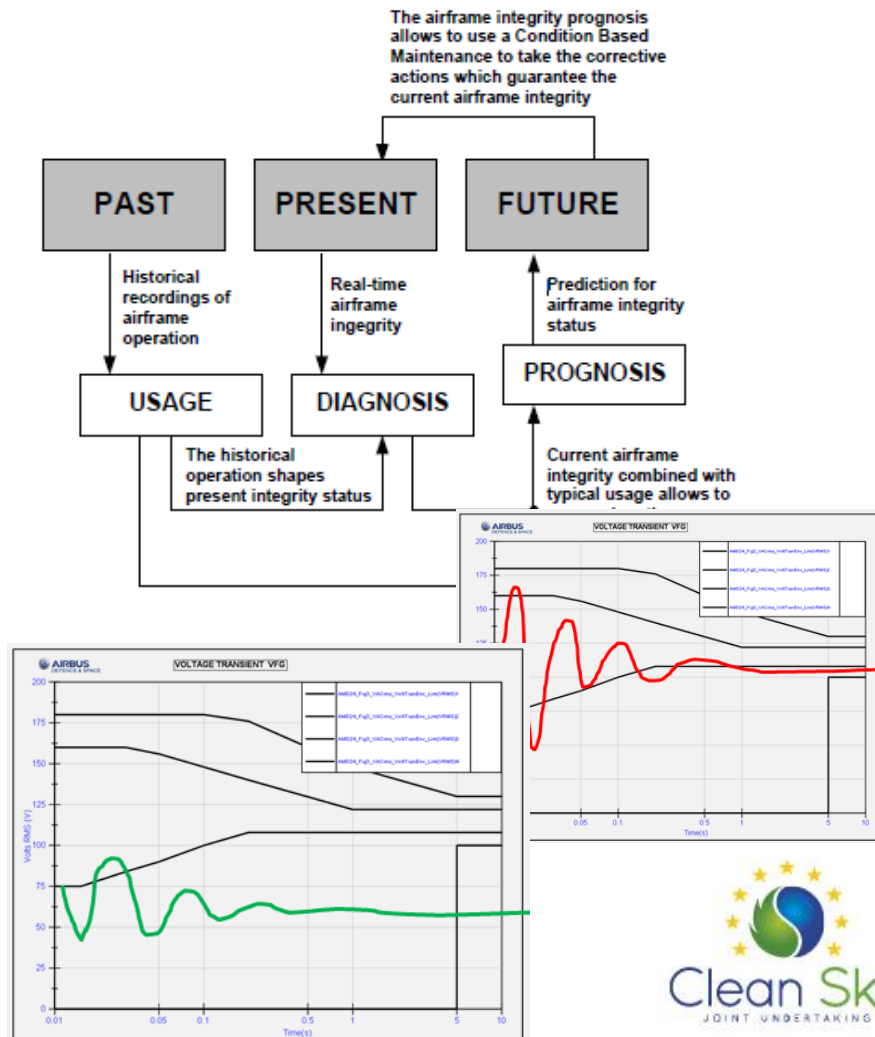 The airframe integrity prognosis
allows to use a Condition Based
Maintenance to take the corrective
actions which guarantee the
current airframe integrity
PAST
PRESENT
FUTURE
Historical
recordings of
airframe
operation
Real-time
airframe
ingegrity
Prediction for
airframe integrity
status
USAGE
DIAGNOSIS
PROGNOSIS
The historical
operation shapes
present integrity status
Current airframe
integrity combined with
typical usage allows to
AIRBUS
DEFENCE & SPACE
VOLTAGE TRANSIENT VFG
200
175
150
125
0.05
0.1
0.5
1
5
10
Time(s)
AIRBUS
DEFENCE & SPACE
VOLTAGE TRANSIENT VFG
200
175
150
125
100
75
50
25
0
Volts RMS (V)
0.01
0.05
0.1
0.5
1
5
10
Time(s)
Clean Sk
JOINT UNDERTAKING